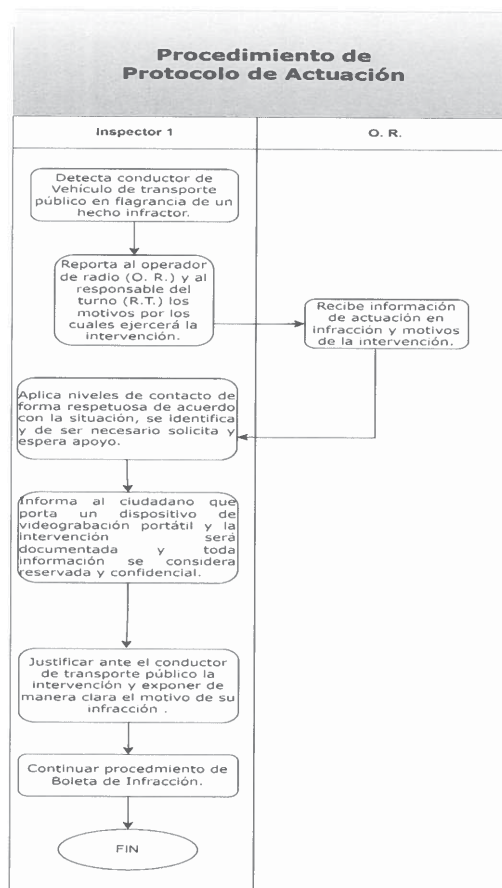 Procedimiento de
Protocolo de Actuación
Inspector 1
O. R.
Detecta conductor de
Vehículo de transporte
público en flagrancia de un
hecho infractor.
Reporta al operador
de radio (O. R.) y al
responsable del
turno (R.T.) los
motivos por los
cuales ejercerá la
intervención.
Recibe información
de actuación en
infracción y motivos
de la intervención.
Aplica niveles de contacto de
forma respetuosa de acuerdo
con la situación, se identifica
y de ser necesario solicita y
espera apoyo.
Informa al ciudadano que
porta un dispositivo de
videograbación portátil y la
intervención será
documentada y toda
información se considera
reservada y confidencial.
Justificar ante el conductor
de transporte público la
intervención y exponer de
manera clara el motivo de su
infracción .
Continuar procedmiento de
Boleta de Infracción.
FIN